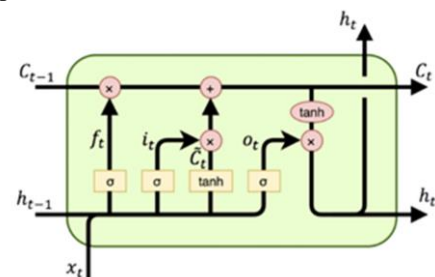 h_t
C_{t-1} × + C_t
tanh
f_t i_t × o_t ×
C̃_t
σ σ tanh σ
h_{t-1} h_t
x_t